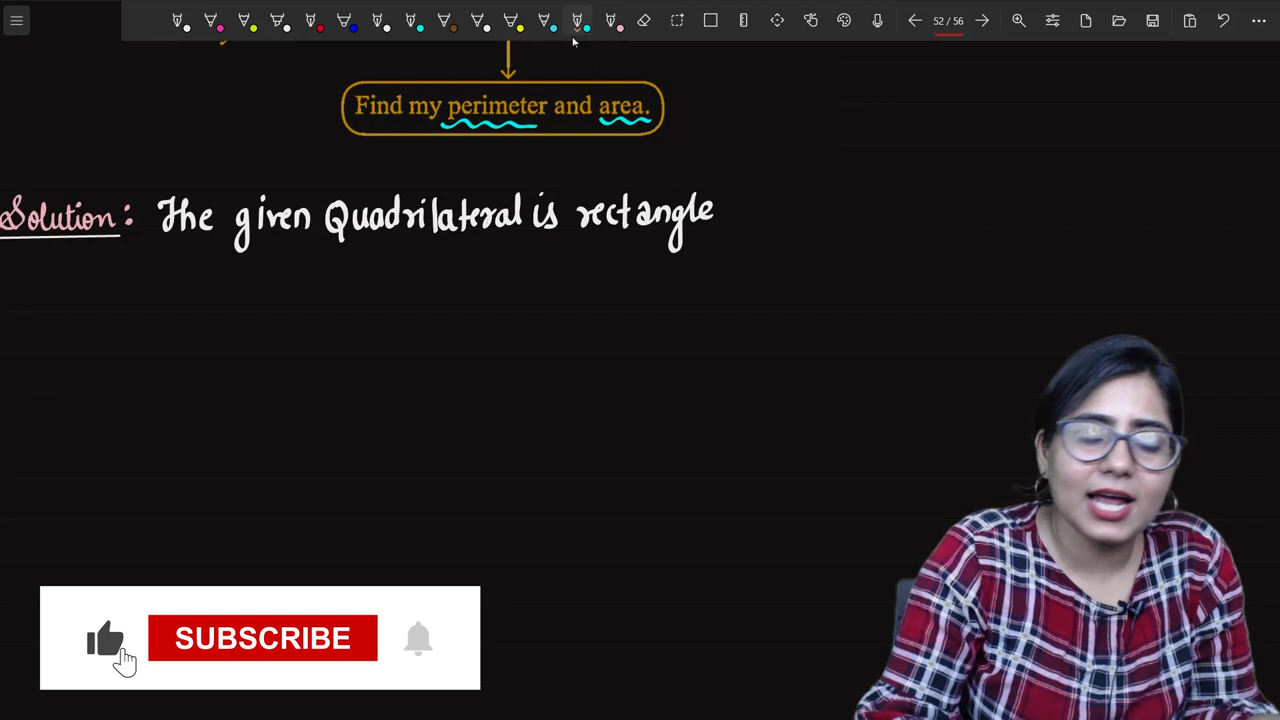 52 / 56
Find my perimeter and area.
Solution: The given Quadrilateral is rectangle
SUBSCRIBE